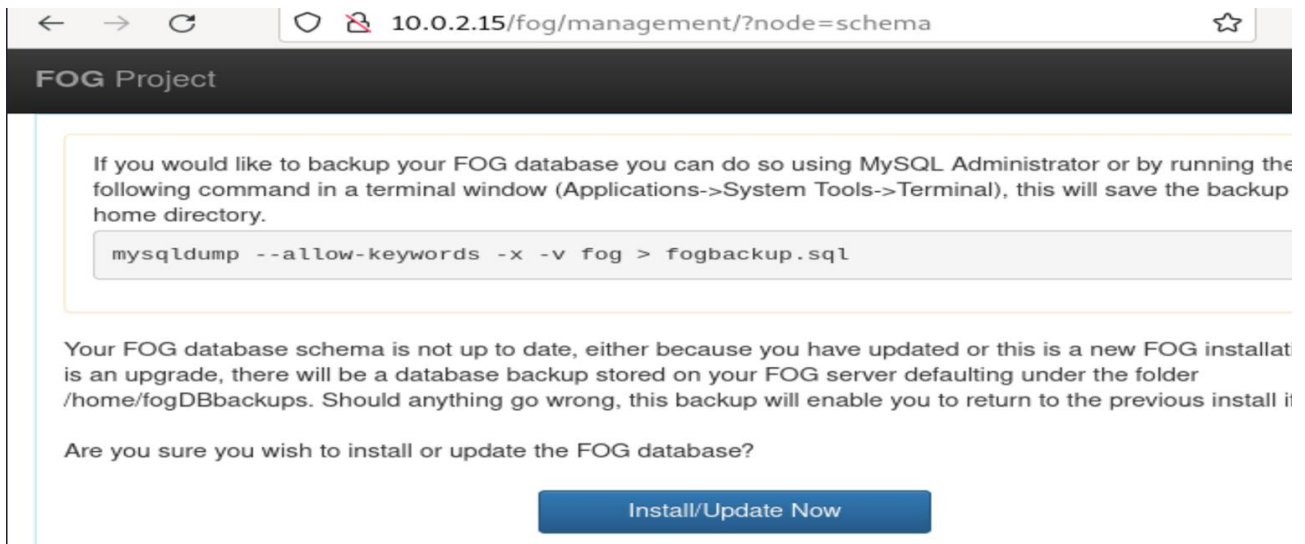 10.0.2.15/fog/management/?node=schema
FOG Project
If you would like to backup your FOG database you can do so using MySQL Administrator or by running the
following command in a terminal window (Applications->System Tools->Terminal), this will save the backup
home directory.
mysqldump --allow-keywords -x -v fog > fogbackup.sql
Your FOG database schema is not up to date, either because you have updated or this is a new FOG
is an upgrade, there will be a database backup stored on your FOG server defaulting under the folder
/home/fogDBbackups. Should anything go wrong, this backup will enable you to return to the previous install
Are you sure you wish to install or update the FOG database?
Install/Update Now